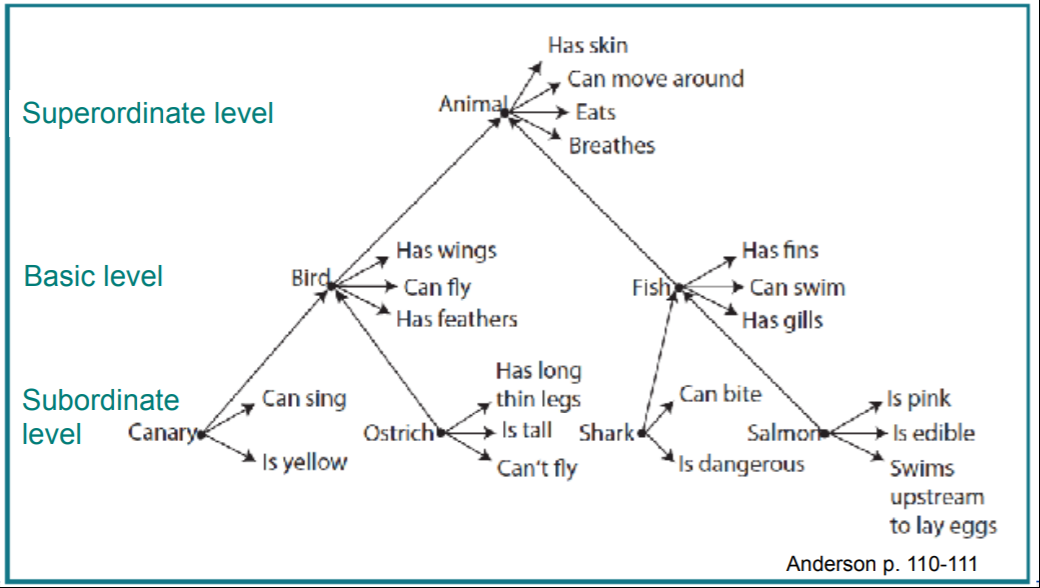 Superordinate level
Animal
Has skin
Can move around
Eats
Breathes
Basic level
Bird
Has wings
Can fly
Has feathers
Fish
Has fins
Can swim
Has gills
Subordinate
level
Canary
Can sing
Is yellow
Ostrich
Has long
thin legs
Is tall
Can't fly
Shark
Can bite
Is dangerous
Salmon
Is pink
Is edible
Swims
upstream
to lay eggs
Anderson p. 110-111